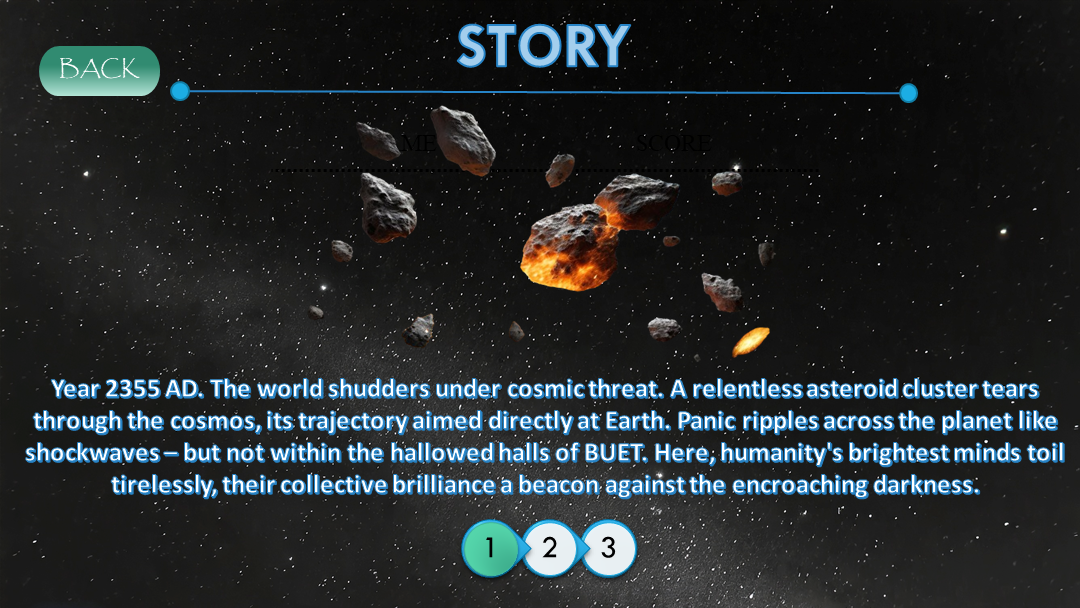 STORY
BACK
ME SCORE
Year 2355 AD. The world shudders under cosmic threat. A relentless asteroid cluster tears
through the cosmos, its trajectory aimed directly at Earth. Panic ripples across the planet like
shockwaves – but not within the hallowed halls of BUET. Here, humanity's brightest minds toil
tirelessly, their collective brilliance a beacon against the encroaching darkness.
1 2 3